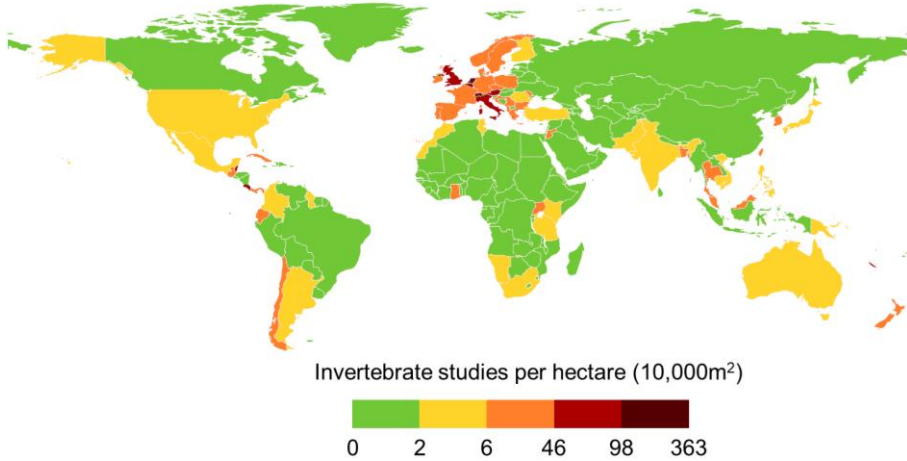 Invertebrate studies per hectare (10,000m²)
0 2 6 46 98 363